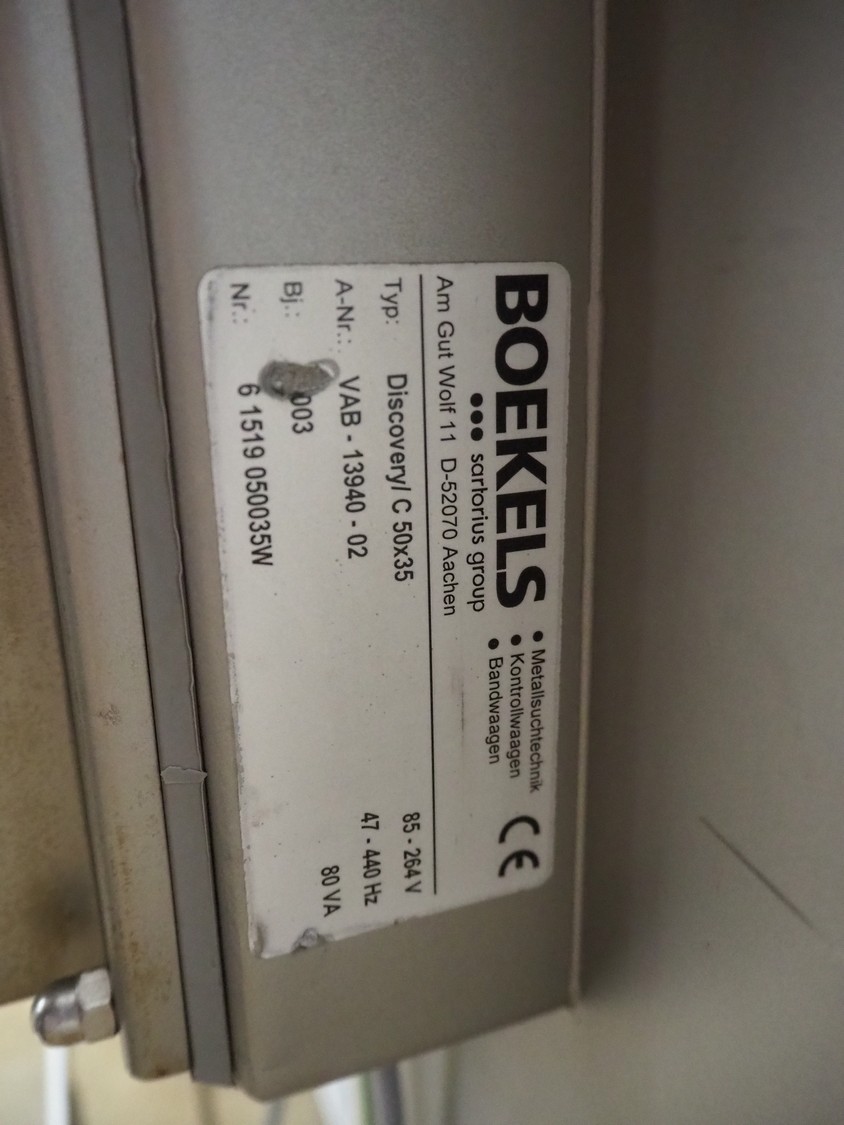 BOEKELS
sartorius group
• Metallsuchtechnik
• Kontrollwaagen
• Bandwaagen
CE
Am Gut Wolf 11 D-52070 Aachen
Typ: Discovery/ C 50x35 85 - 264 V
A-Nr.: VAB - 13940 - 02 47 - 440 Hz
Bj.: 003 80 VA
Nr.: 6 1519 050035W